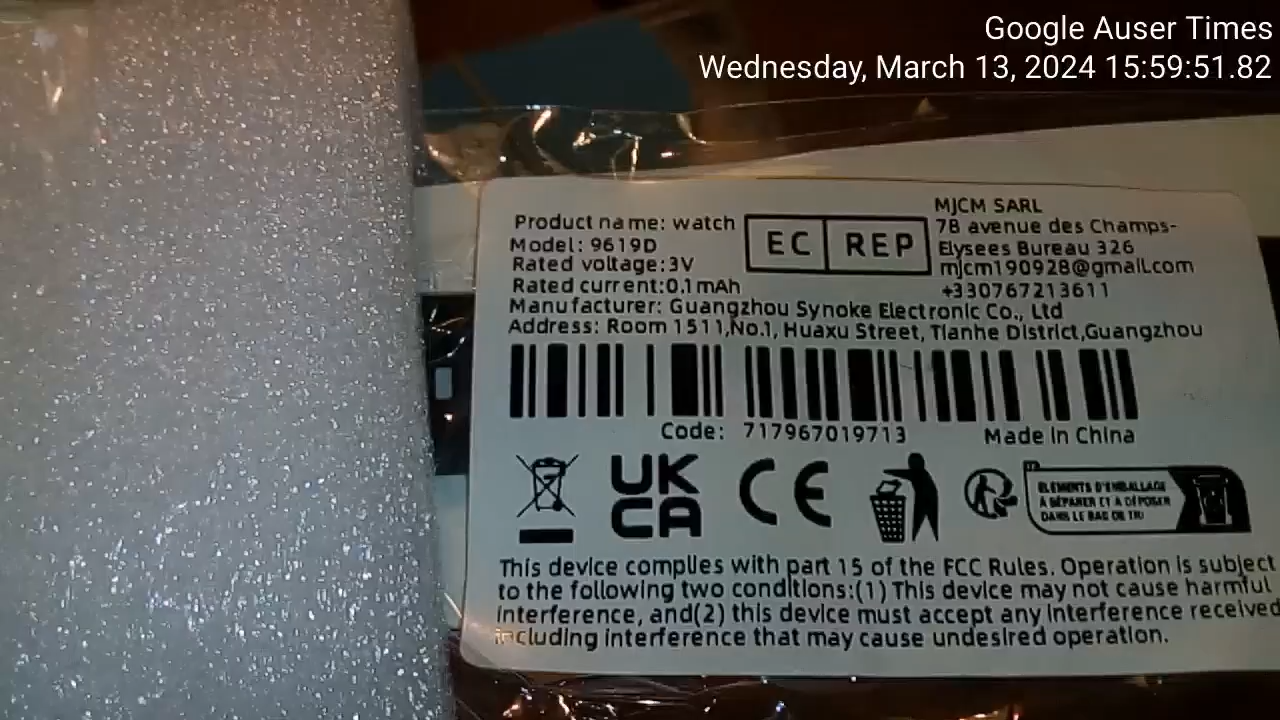 Google Auser Times
Wednesday, March 13, 2024 15:59:51.82
Product name: watch
Model: 9619D
Rated voltage:3V
Rated current:0.1mAh
EC REP
MJCM SARL
78 avenue des Champs-
Elysees Bureau 326
mjcm190928@gmail.com
+330767213611
Manufacturer: Guangzhou Synoke Electronic Co., Ltd
Address: Room 1511,No.1, Huaxu Street, Tianhe District,Guangzhou
Code: 717967019713
Made in China
UK
CA
CE
ÉLÉMENTS D'EMBALLAGE
À SÉPARER ET À DÉPOSER
DANS LE BAC DE TRI
This device complies with part 15 of the FCC Rules. Operation is subject
to the following two conditions:(1) This device may not cause harmful
interference, and(2) this device must accept any interference received
including interference that may cause undesired operation.